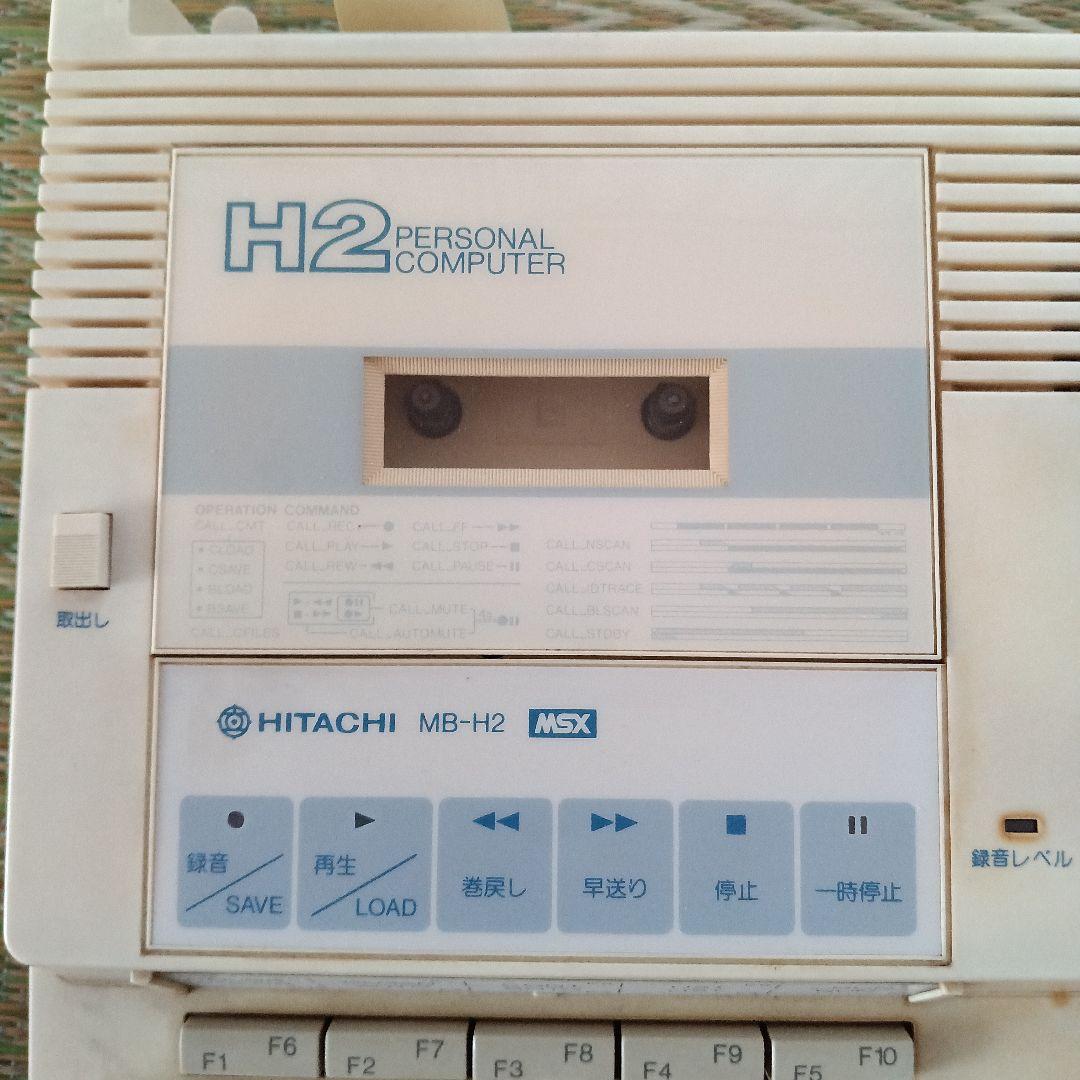 H2 PERSONAL
COMPUTER
OPERATION COMMAND
CALL_CMT CALL_REC CALL_FF
• CLOAD CALL_PLAY CALL_STOP CALL_NSCAN
• CSAVE CALL_REW CALL_PAUSE CALL_CSCAN
• BLOAD CALL_IDTRACE
• BSAVE CALL_MUTE CALL_BLSCAN
CALL_CFILES CALL_AUTOMUTE CALL_STDBY
取出し
HITACHI MB-H2 MSX
録音/SAVE 再生/LOAD 巻戻し 早送り 停止 一時停止
録音レベル
F1 F6 F2 F7 F3 F8 F4 F9 F5 F10